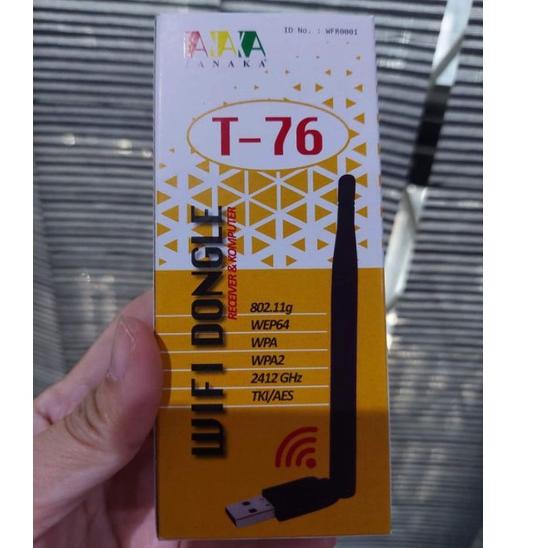 ID No. : WFR0001
TANAKA
T-76
WIFI DONGLE
RECEIVER & KOMPUTER
802.11g
WEP64
WPA
WPA2
2412 GHz
TKI/AES